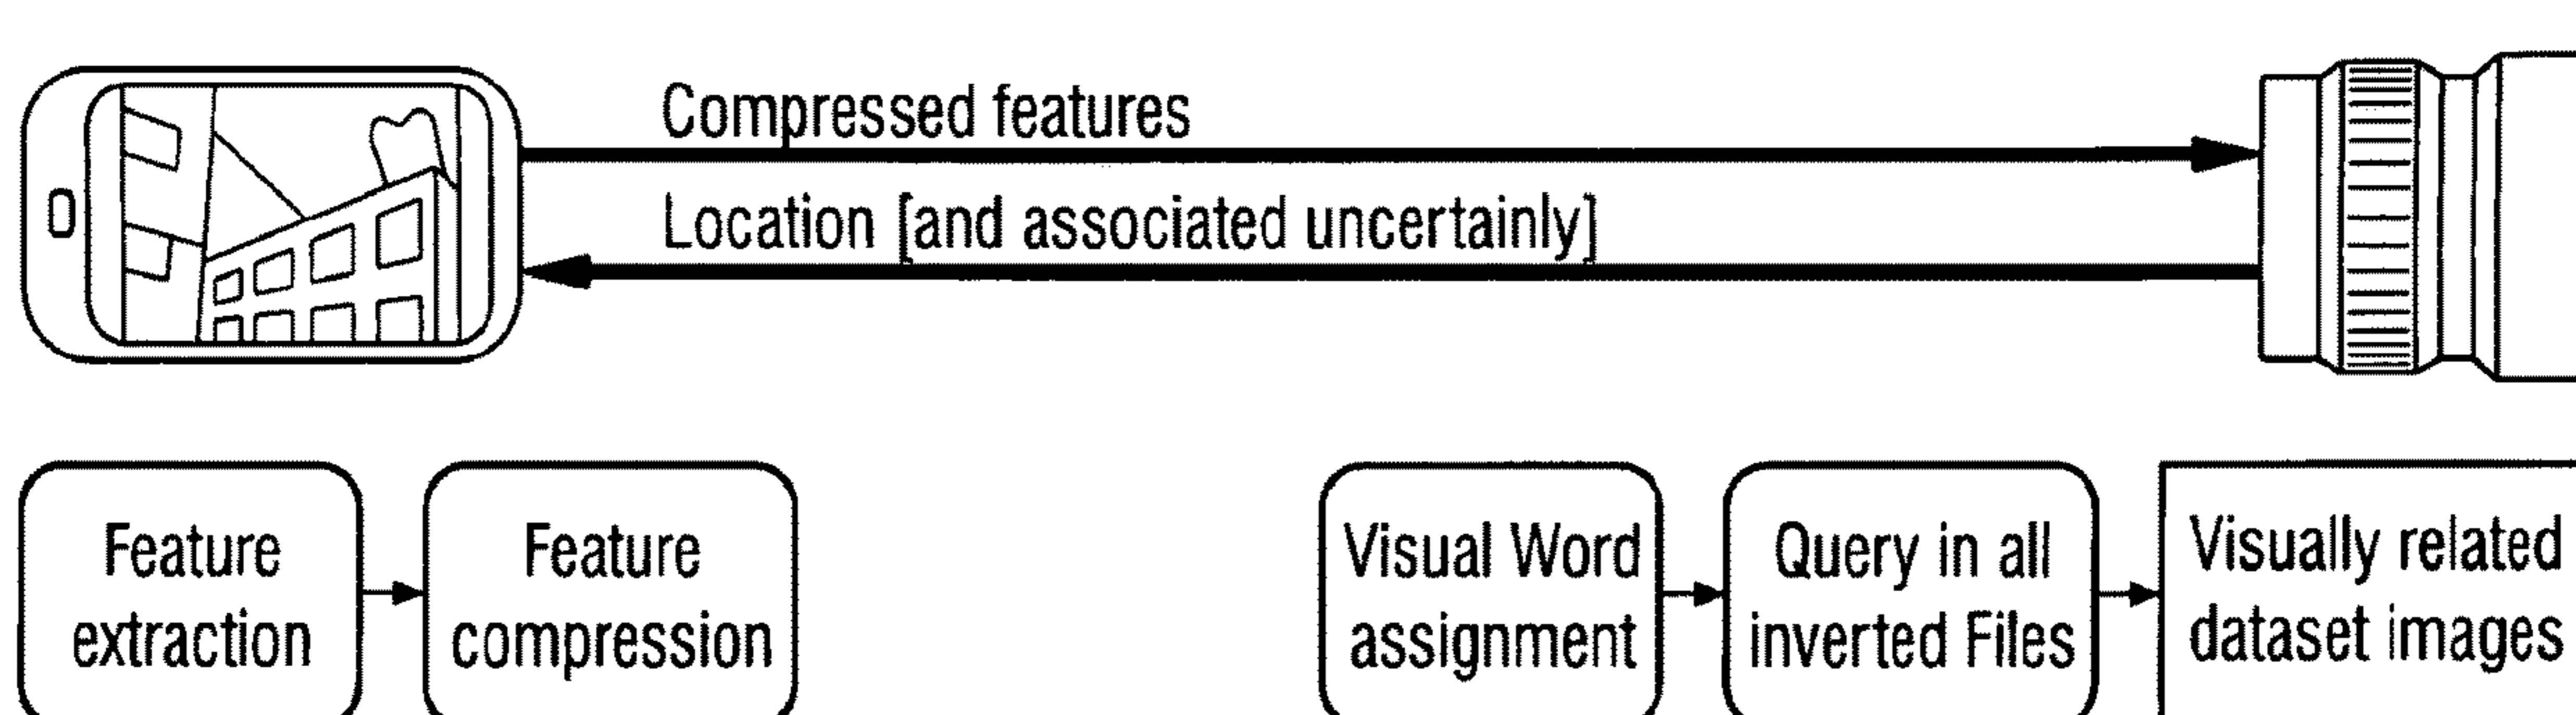 Compressed features
Location [and associated uncertainly]
Feature
extraction
Feature
compression
Visual Word
assignment
Query in all
inverted Files
Visually related
dataset images